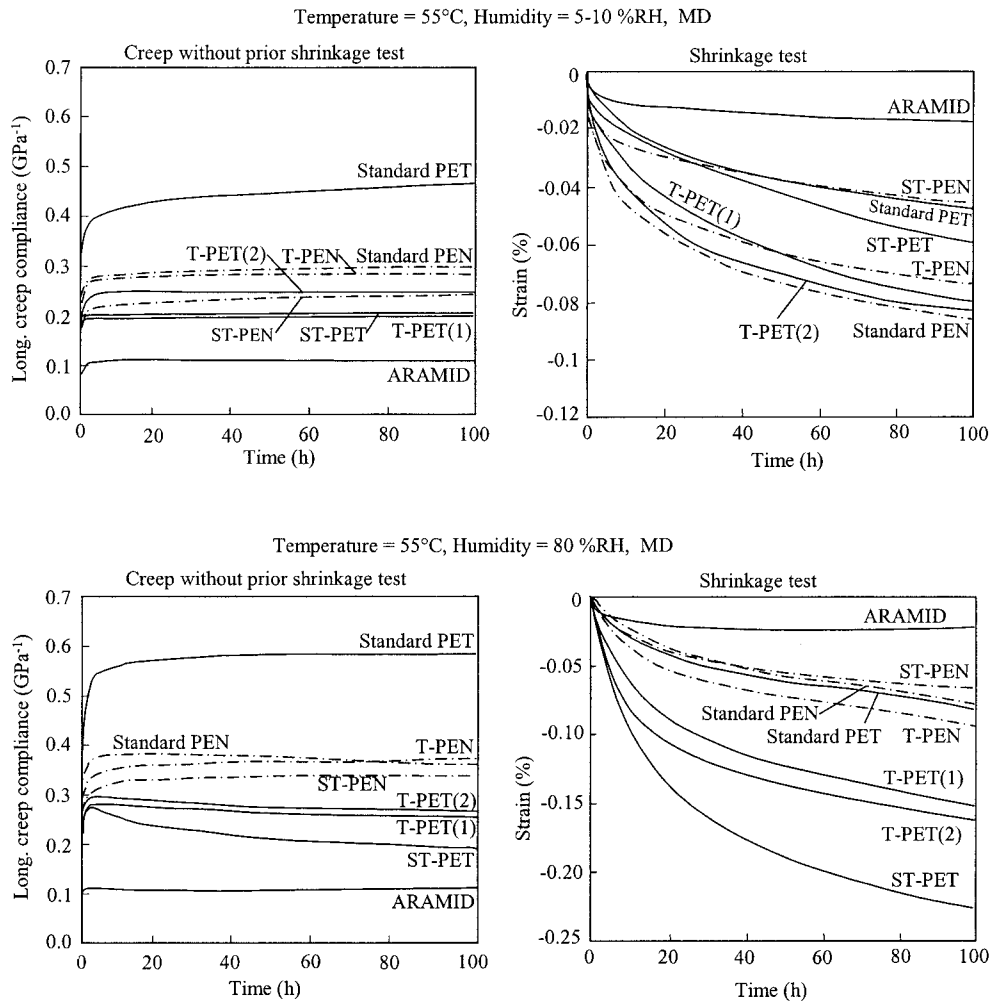 Temperature = 55°C, Humidity = 5-10 %RH, MD
Creep without prior shrinkage test
Long. creep compliance (GPa⁻¹)
0.7
0.6
0.5
0.4
0.3
0.2
0.1
0.0
Standard PET
T-PET(2)
T-PEN
Standard PEN
ST-PEN
ST-PET
T-PET(1)
ARAMID
0
20
40
60
80
100
Time (h)
Shrinkage test
Strain (%)
0
-0.02
-0.04
-0.06
-0.08
-0.1
-0.12
ARAMID
ST-PEN
Standard PET
T-PET(1)
ST-PET
T-PEN
T-PET(2)
Standard PEN
0
20
40
60
80
100
Time (h)
Temperature = 55°C, Humidity = 80 %RH, MD
Creep without prior shrinkage test
Long. creep compliance (GPa⁻¹)
0.7
0.6
0.5
0.4
0.3
0.2
0.1
0.0
Standard PET
Standard PEN
T-PEN
ST-PEN
T-PET(2)
T-PET(1)
ST-PET
ARAMID
0
20
40
60
80
100
Time (h)
Shrinkage test
Strain (%)
0
-0.05
-0.10
-0.15
-0.20
-0.25
ARAMID
ST-PEN
Standard PEN
Standard PET
T-PEN
T-PET(1)
T-PET(2)
ST-PET
0
20
40
60
80
100
Time (h)